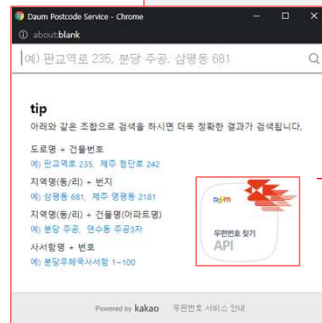 Daum Postcode Service - Chrome
about:blank
예) 판교역로 235, 분당 주공, 삼평동 681
tip
아래와 같은 조합으로 검색을 하시면 더욱 정확한 결과가 검색됩니다.
도로명 + 건물번호
예) 판교역로 235, 제주 첨단로 242
지역명(동/리) + 번지
예) 삼평동 681, 제주 영평동 2181
지역명(동/리) + 건물명(아파트명)
예) 분당 주공, 연수동 주공3차
사서함명 + 번호
예) 분당우체국사서함 1~100
Daum
우편번호 찾기
API
Powered by kakao 우편번호 서비스 안내